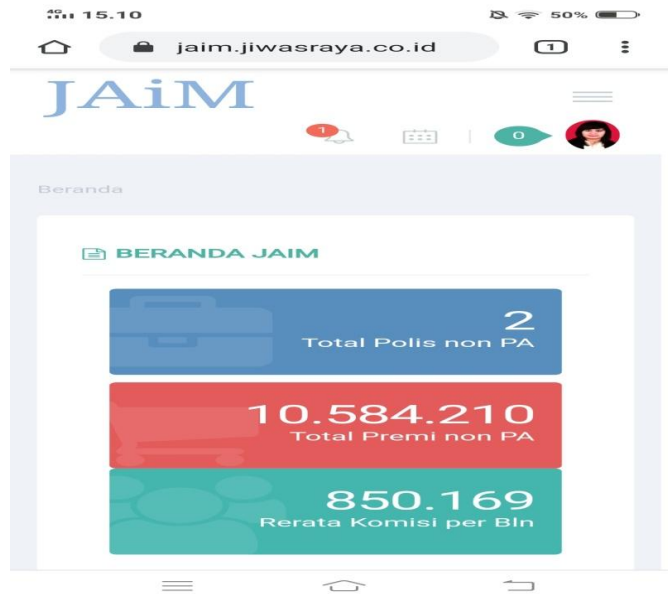 4G 15.10 50%
jaim.jiwasraya.co.id 1
JAiM
1 0
Beranda
BERANDA JAIM
2
Total Polis non PA
10.584.210
Total Premi non PA
850.169
Rerata Komisi per Bln